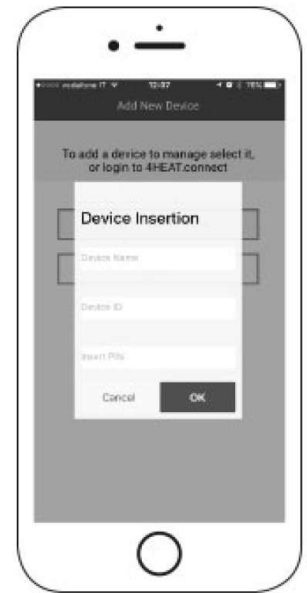 vodafone IT 12:07 76%
Add New Device
To add a device to manage select it,
or login to 4HEAT.connect
Device Insertion
Device Name
Device ID
Insert PIN
Cancel
OK